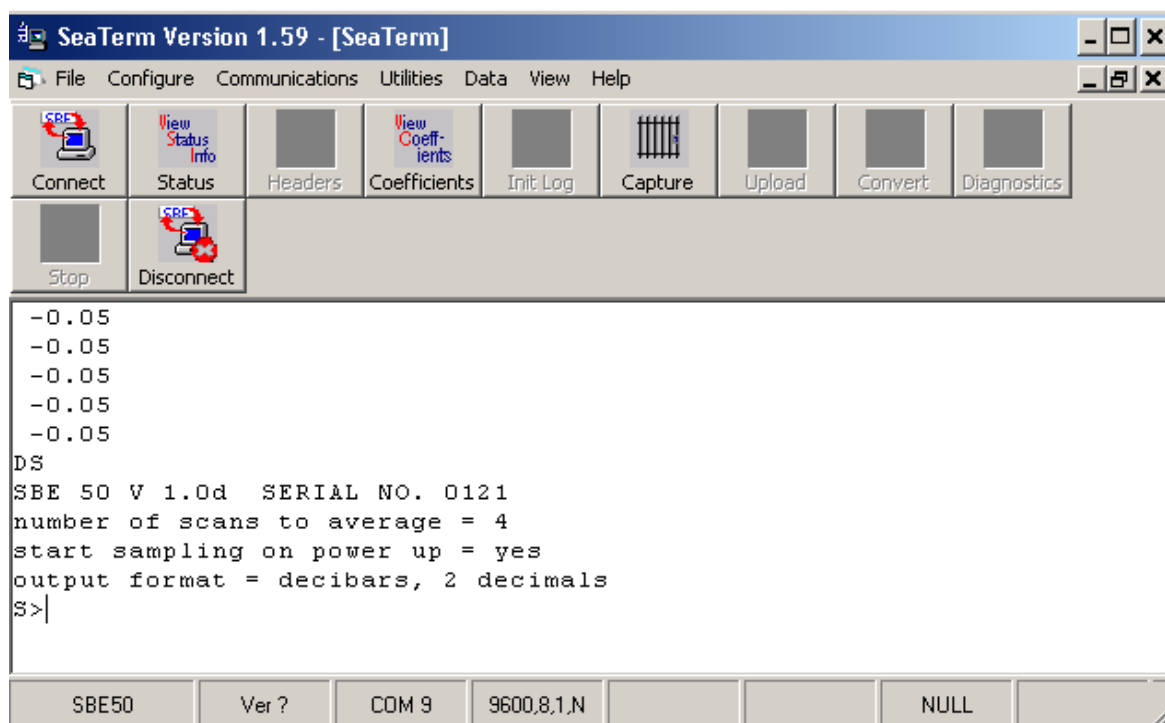 SeaTerm Version 1.59 - [SeaTerm]
File Configure Communications Utilities Data View Help
SBE
View
Status
Info
View
Coeff-
icients
Connect Status Headers Coefficients Init Log Capture Upload Convert Diagnostics
SBE
Stop Disconnect
-0.05
-0.05
-0.05
-0.05
-0.05
DS
SBE 50 V 1.0d SERIAL NO. 0121
number of scans to average = 4
start sampling on power up = yes
output format = decibars, 2 decimals
S>
SBE50 Ver ? COM 9 9600,8,1,N NULL